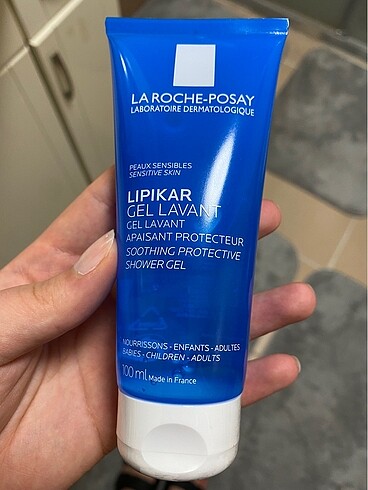 LA ROCHE-POSAY
LABORATOIRE DERMATOLOGIQUE
PEAUX SENSIBLES
SENSITIVE SKIN
LIPIKAR
GEL LAVANT
GEL LAVANT
APAISANT PROTECTEUR
SOOTHING PROTECTIVE
SHOWER GEL
NOURRISSONS - ENFANTS - ADULTES
BABIES - CHILDREN - ADULTS
100 ml Made in France